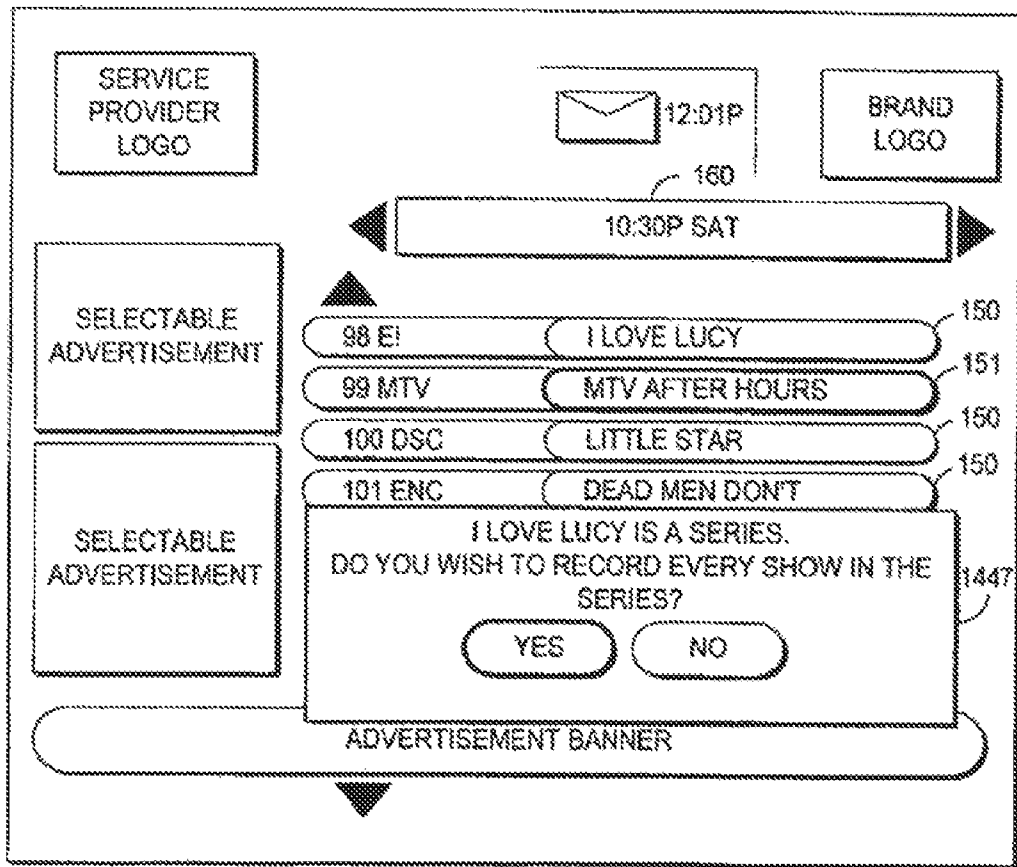 SERVICE
PROVIDER
LOGO
12:01P
BRAND
LOGO
160
10:30P SAT
SELECTABLE
ADVERTISEMENT
150
98 E! I LOVE LUCY
151
99 MTV MTV AFTER HOURS
150
100 DSC LITTLE STAR
150
101 ENC DEAD MEN DON'T
SELECTABLE
ADVERTISEMENT
I LOVE LUCY IS A SERIES.
DO YOU WISH TO RECORD EVERY SHOW IN THE
SERIES?
1447
YES NO
ADVERTISEMENT BANNER